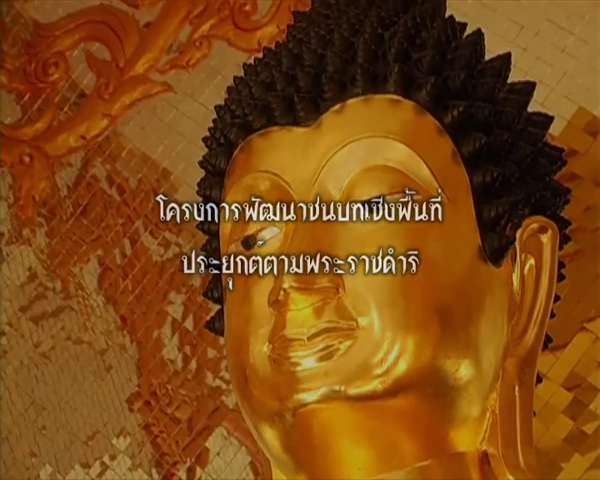 โครงการพัฒนาชนบทเชิงพื้นที่
ประยุกต์ตามพระราชดำริ